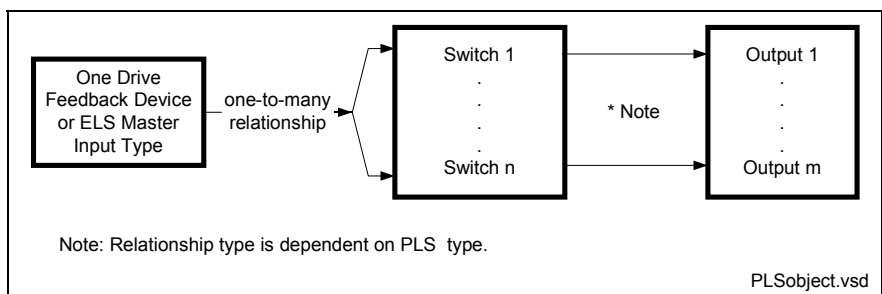 One Drive
Feedback Device
or ELS Master
Input Type
one-to-many
relationship
Switch 1
.
.
.
.
Switch n
* Note
Output 1
.
.
.
.
Output m
Note: Relationship type is dependent on PLS type.
PLSobject.vsd